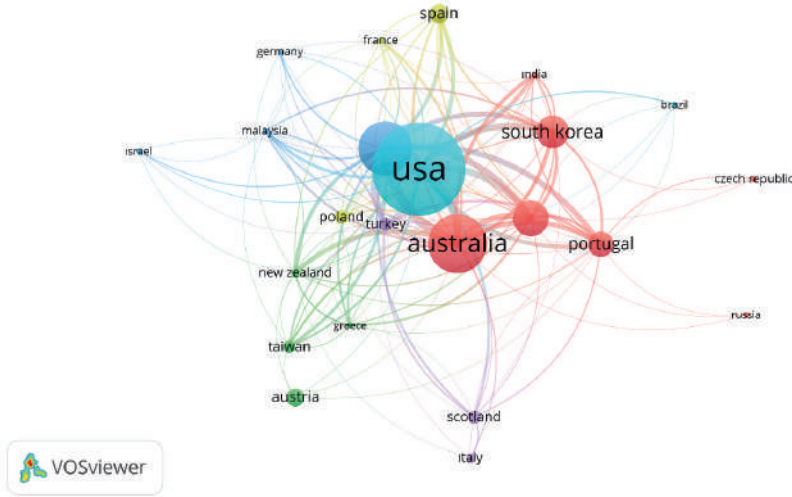 spain
france
germany
india
brazil
usa
south korea
malaysia
israel
czech republic
poland
turkey
australia
portugal
new zealand
russia
greece
taiwan
austria
scotland
italy
VOSviewer